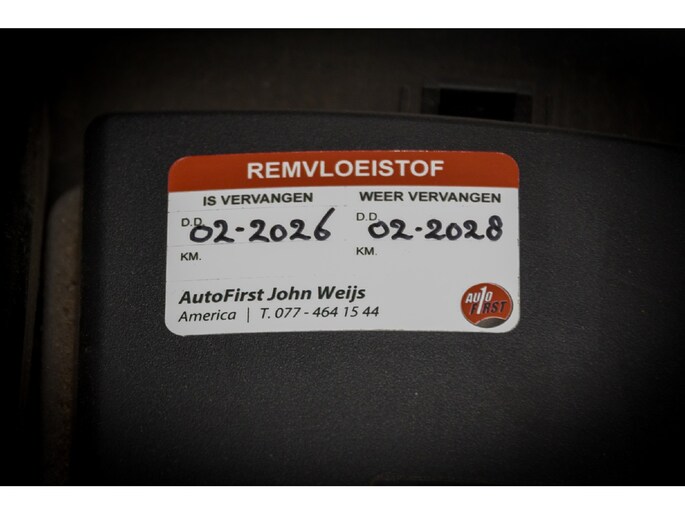 REMVLOEISTOF
IS VERVANGEN WEER VERVANGEN
D.D. 02-2026 D.D. 02-2028
KM. KM.
AutoFirst John Weijs
America | T. 077 - 464 15 44
AUTO
FIRST